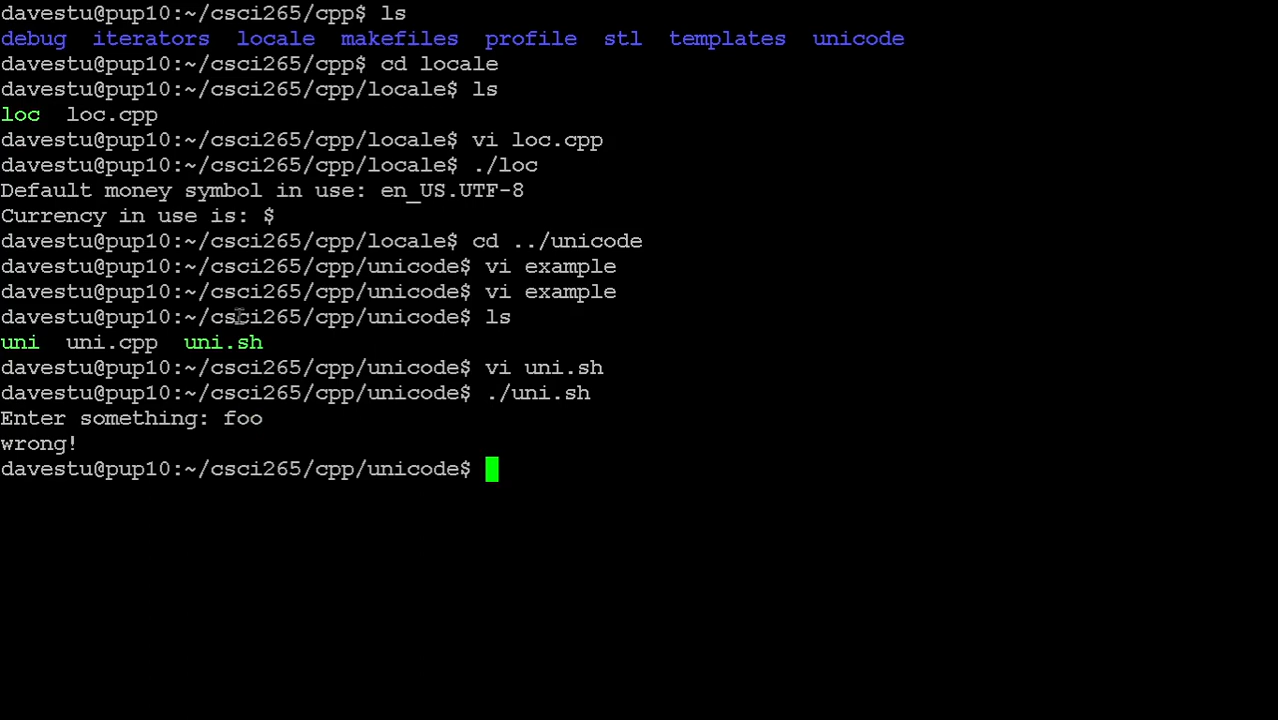 davestu@pup10:~/csci265/cpp$ ls
debug  iterators  locale  makefiles  profile  stl  templates  unicode
davestu@pup10:~/csci265/cpp$ cd locale
davestu@pup10:~/csci265/cpp/locale$ ls
loc  loc.cpp
davestu@pup10:~/csci265/cpp/locale$ vi loc.cpp
davestu@pup10:~/csci265/cpp/locale$ ./loc
Default money symbol in use: en_US.UTF-8
Currency in use is: $
davestu@pup10:~/csci265/cpp/locale$ cd ../unicode
davestu@pup10:~/csci265/cpp/unicode$ vi example
davestu@pup10:~/csci265/cpp/unicode$ vi example
davestu@pup10:~/csci265/cpp/unicode$ ls
uni  uni.cpp  uni.sh
davestu@pup10:~/csci265/cpp/unicode$ vi uni.sh
davestu@pup10:~/csci265/cpp/unicode$ ./uni.sh
Enter something: foo
wrong!
davestu@pup10:~/csci265/cpp/unicode$